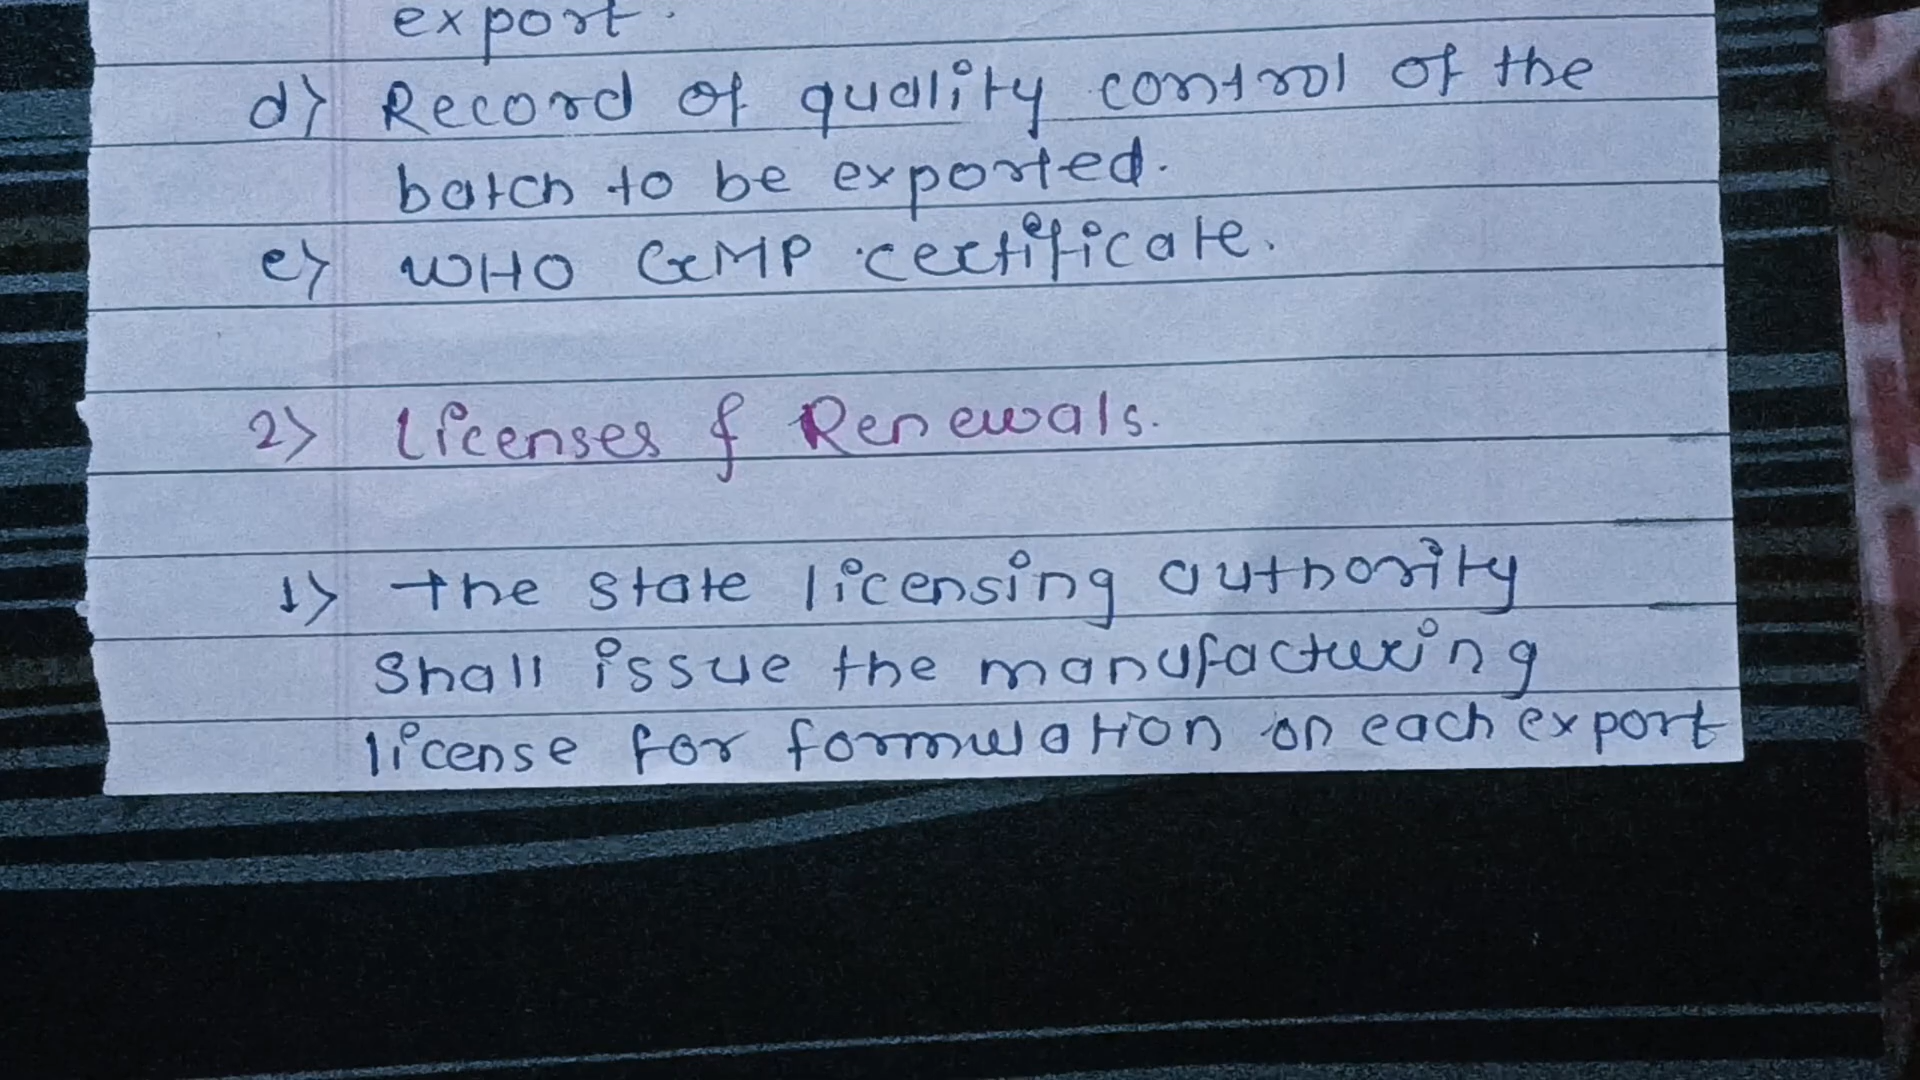 export.
d) Record of quality control of the
batch to be exported.
e) WHO GMP certificate.
2) Licenses & Renewals.
1) The state licensing authority
shall issue the manufacturing
license for formulation on each export